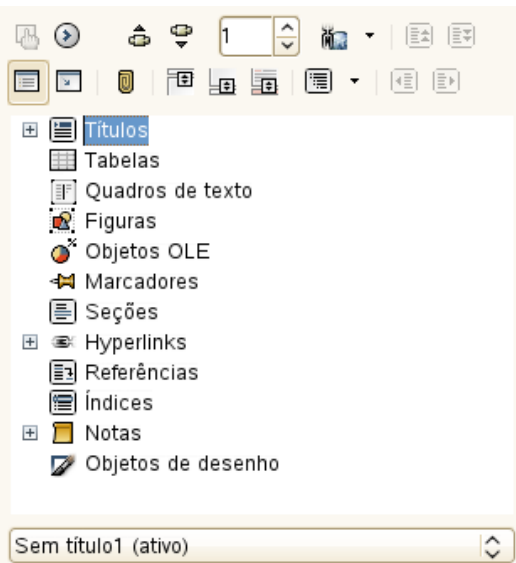 1
Títulos
Tabelas
Quadros de texto
Figuras
Objetos OLE
Marcadores
Seções
Hyperlinks
Referências
Índices
Notas
Objetos de desenho
Sem título1 (ativo)